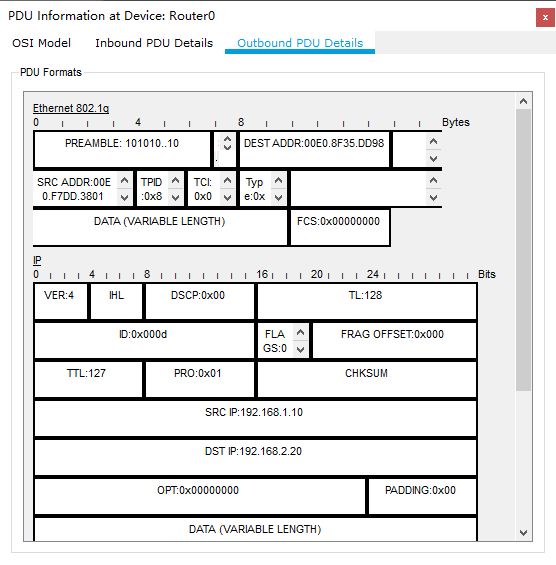 PDU Information at Device: Router0
x
OSI Model Inbound PDU Details Outbound PDU Details
PDU Formats
Ethernet 802.1q
0 4 8 Bytes
PREAMBLE: 101010..10 DEST ADDR:00E0.8F35.DD98
SRC ADDR:00E
0.F7DD.3801
TPID
:0x8
TCI:
0x0
Typ
e:0x
DATA (VARIABLE LENGTH) FCS:0x00000000
IP
0 4 8 16 20 24 Bits
VER:4 IHL DSCP:0x00 TL:128
ID:0x000d
FLA
GS:0
FRAG OFFSET:0x000
TTL:127 PRO:0x01 CHKSUM
SRC IP:192.168.1.10
DST IP:192.168.2.20
OPT:0x00000000 PADDING:0x00
DATA (VARIABLE LENGTH)